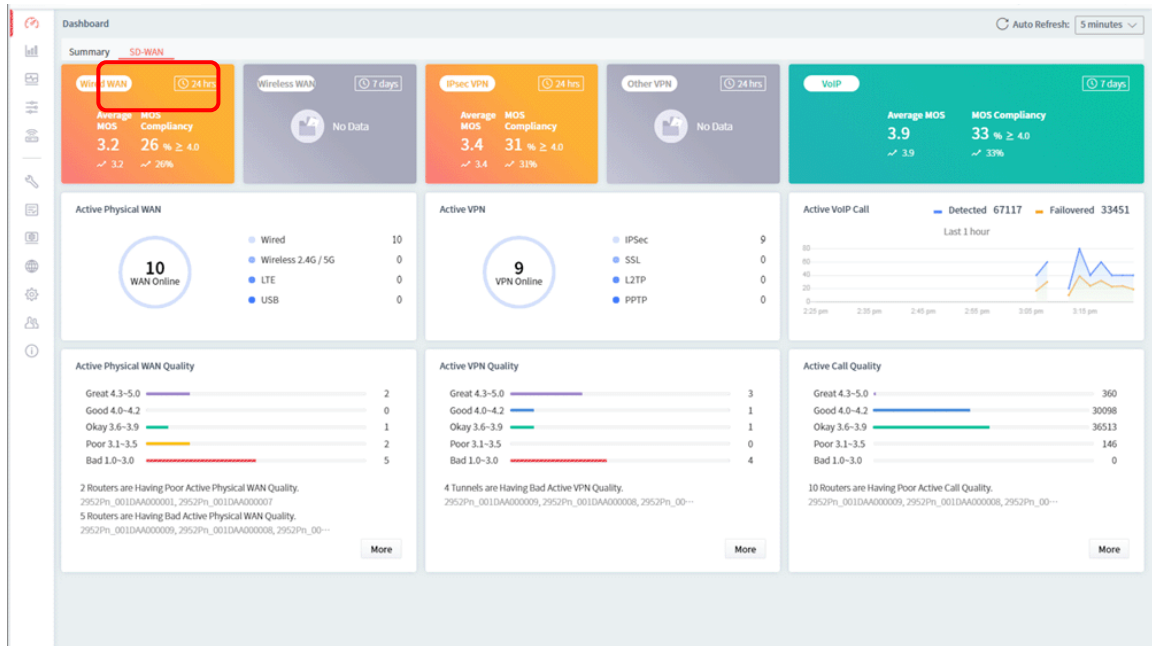 Dashboard
Auto Refresh: 5 minutes
Summary SD-WAN
Wired WAN 24 hrs
Average MOS MOS Compliancy
3.2 26 % ≥ 4.0
3.2 26%
Wireless WAN 7 days
No Data
IPsec VPN 24 hrs
Average MOS MOS Compliancy
3.4 31 % ≥ 4.0
3.4 31%
Other VPN 24 hrs
No Data
VoIP 7 days
Average MOS MOS Compliancy
3.9 33 % ≥ 4.0
3.9 33%
Active Physical WAN
10
WAN Online
Wired 10
Wireless 2.4G / 5G 0
LTE 0
USB 0
Active VPN
9
VPN Online
IPSec 9
SSL 0
L2TP 0
PPTP 0
Active VoIP Call Detected 67117 Failovered 33451
Last 1 hour
80
60
40
20
0
2:25 pm 2:35 pm 2:45 pm 2:55 pm 3:05 pm 3:15 pm
Active Physical WAN Quality
Great 4.3~5.0 2
Good 4.0~4.2 0
Okay 3.6~3.9 1
Poor 3.1~3.5 2
Bad 1.0~3.0 5
2 Routers are Having Poor Active Physical WAN Quality.
2952Pn_001DAA000001, 2952Pn_001DAA000007
5 Routers are Having Bad Active Physical WAN Quality.
2952Pn_001DAA000009, 2952Pn_001DAA000008, 2952Pn_00···
More
Active VPN Quality
Great 4.3~5.0 3
Good 4.0~4.2 1
Okay 3.6~3.9 1
Poor 3.1~3.5 0
Bad 1.0~3.0 4
4 Tunnels are Having Bad Active VPN Quality.
2952Pn_001DAA000009, 2952Pn_001DAA000008, 2952Pn_00···
More
Active Call Quality
Great 4.3~5.0 360
Good 4.0~4.2 30098
Okay 3.6~3.9 36513
Poor 3.1~3.5 146
Bad 1.0~3.0 0
10 Routers are Having Poor Active Call Quality.
2952Pn_001DAA000009, 2952Pn_001DAA000008, 2952Pn_00···
More